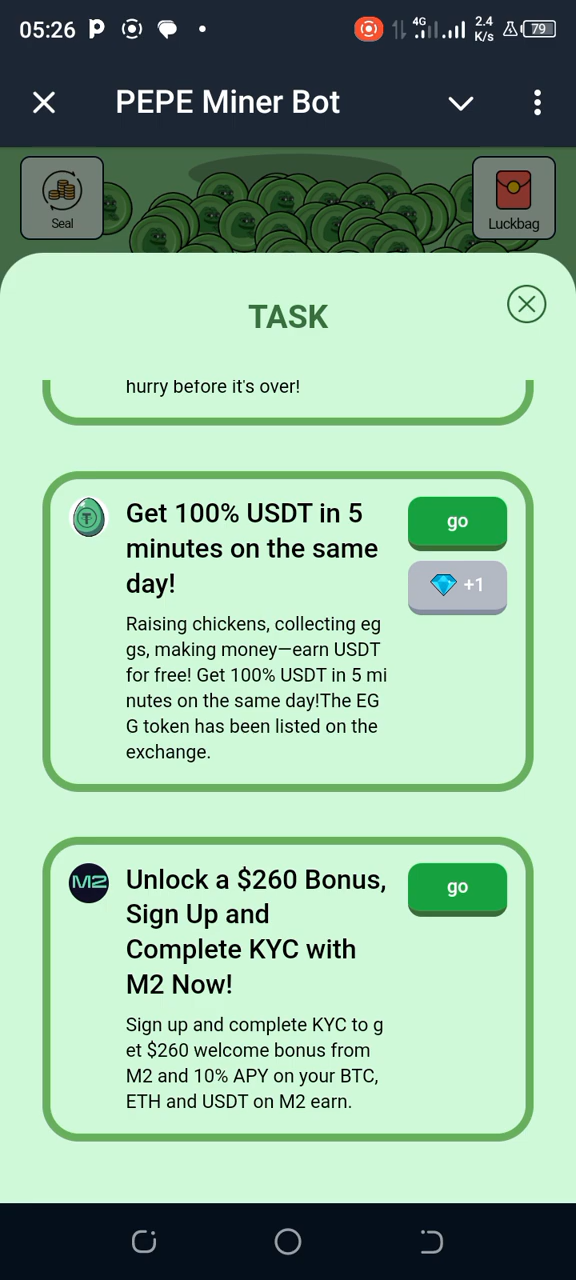 05:26
4G
2.4
K/s
79
PEPE Miner Bot
Seal
Luckbag
TASK
hurry before it's over!
Get 100% USDT in 5
minutes on the same
day!
go
+1
Raising chickens, collecting eg
gs, making money—earn USDT
for free! Get 100% USDT in 5 mi
nutes on the same day!The EG
G token has been listed on the
exchange.
M2
Unlock a $260 Bonus,
Sign Up and
Complete KYC with
M2 Now!
go
Sign up and complete KYC to g
et $260 welcome bonus from
M2 and 10% APY on your BTC,
ETH and USDT on M2 earn.